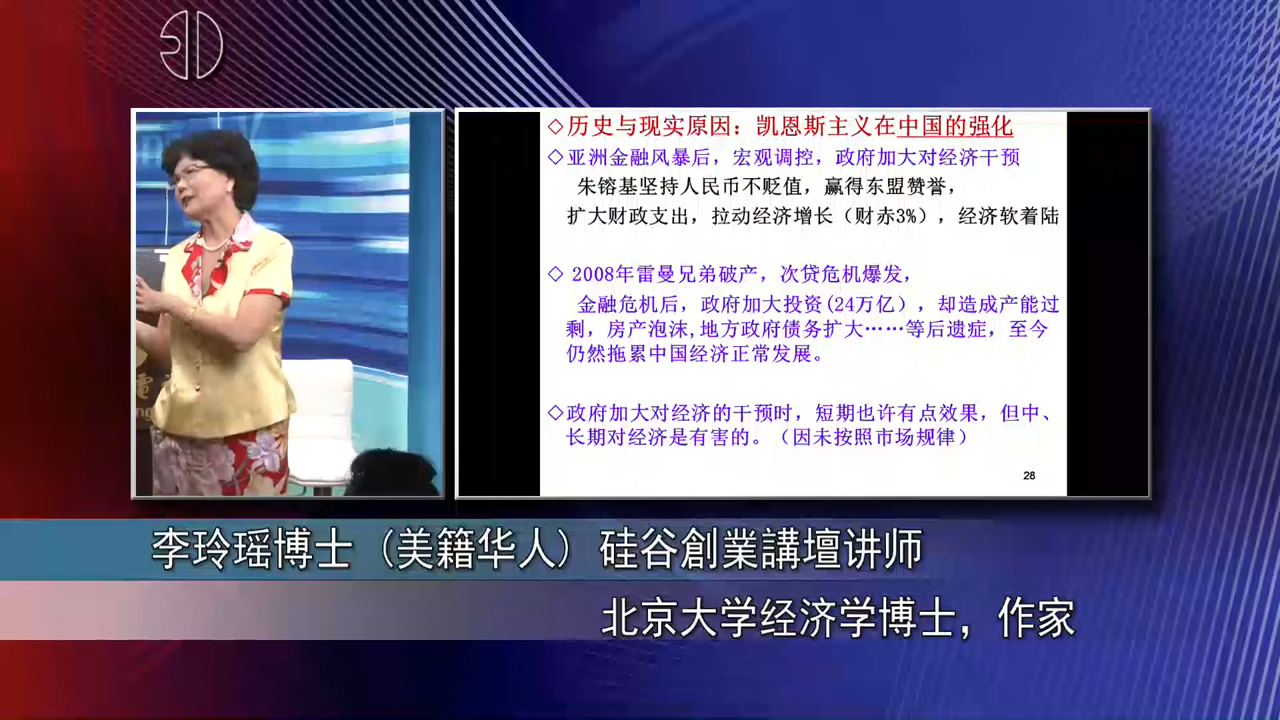 ◇历史与现实原因：凯恩斯主义在中国的强化
◇亚洲金融风暴后，宏观调控，政府加大对经济干预
朱镕基坚持人民币不贬值，赢得东盟赞誉，
扩大财政支出，拉动经济增长（财赤3%），经济软着陆
◇ 2008年雷曼兄弟破产，次贷危机爆发，
金融危机后，政府加大投资(24万亿），却造成产能过
剩，房产泡沫,地方政府债务扩大……等后遗症，至今
仍然拖累中国经济正常发展。
◇政府加大对经济的干预时，短期也许有点效果，但中、
长期对经济是有害的。（因未按照市场规律）
28
電
ng
李玲瑶博士（美籍华人）硅谷創業講壇讲师
北京大学经济学博士，作家